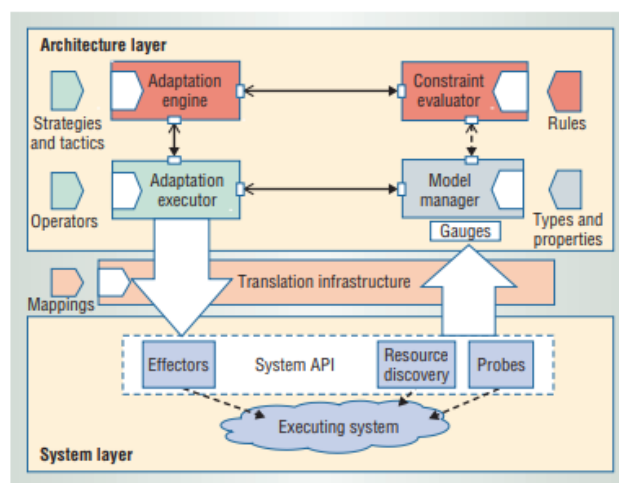 Architecture layer
Adaptation
engine
Constraint
evaluator
Strategies
and tactics
Rules
Adaptation
executor
Model
manager
Operators
Gauges
Types and
properties
Mappings
Translation infrastructure
Effectors
System API
Resource
discovery
Probes
Executing system
System layer